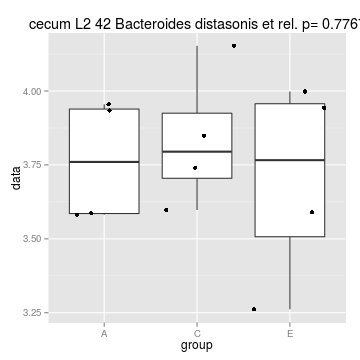 cecum L2 42 Bacteroides distasonis et rel. p= 0.776
data
4.00
3.75
3.50
3.25
A C E
group